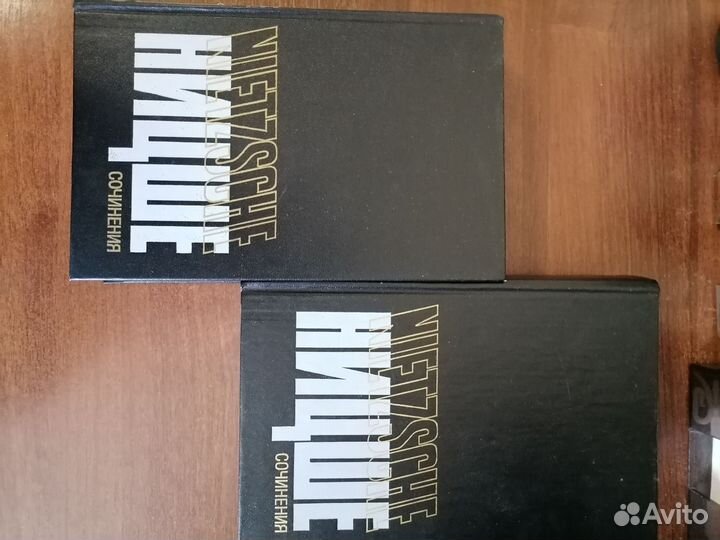 NIETZSCHE
НИЦШЕ
СОЧИНЕНИЯ
NIETZSCHE
НИЦШЕ
СОЧИНЕНИЯ
Avito